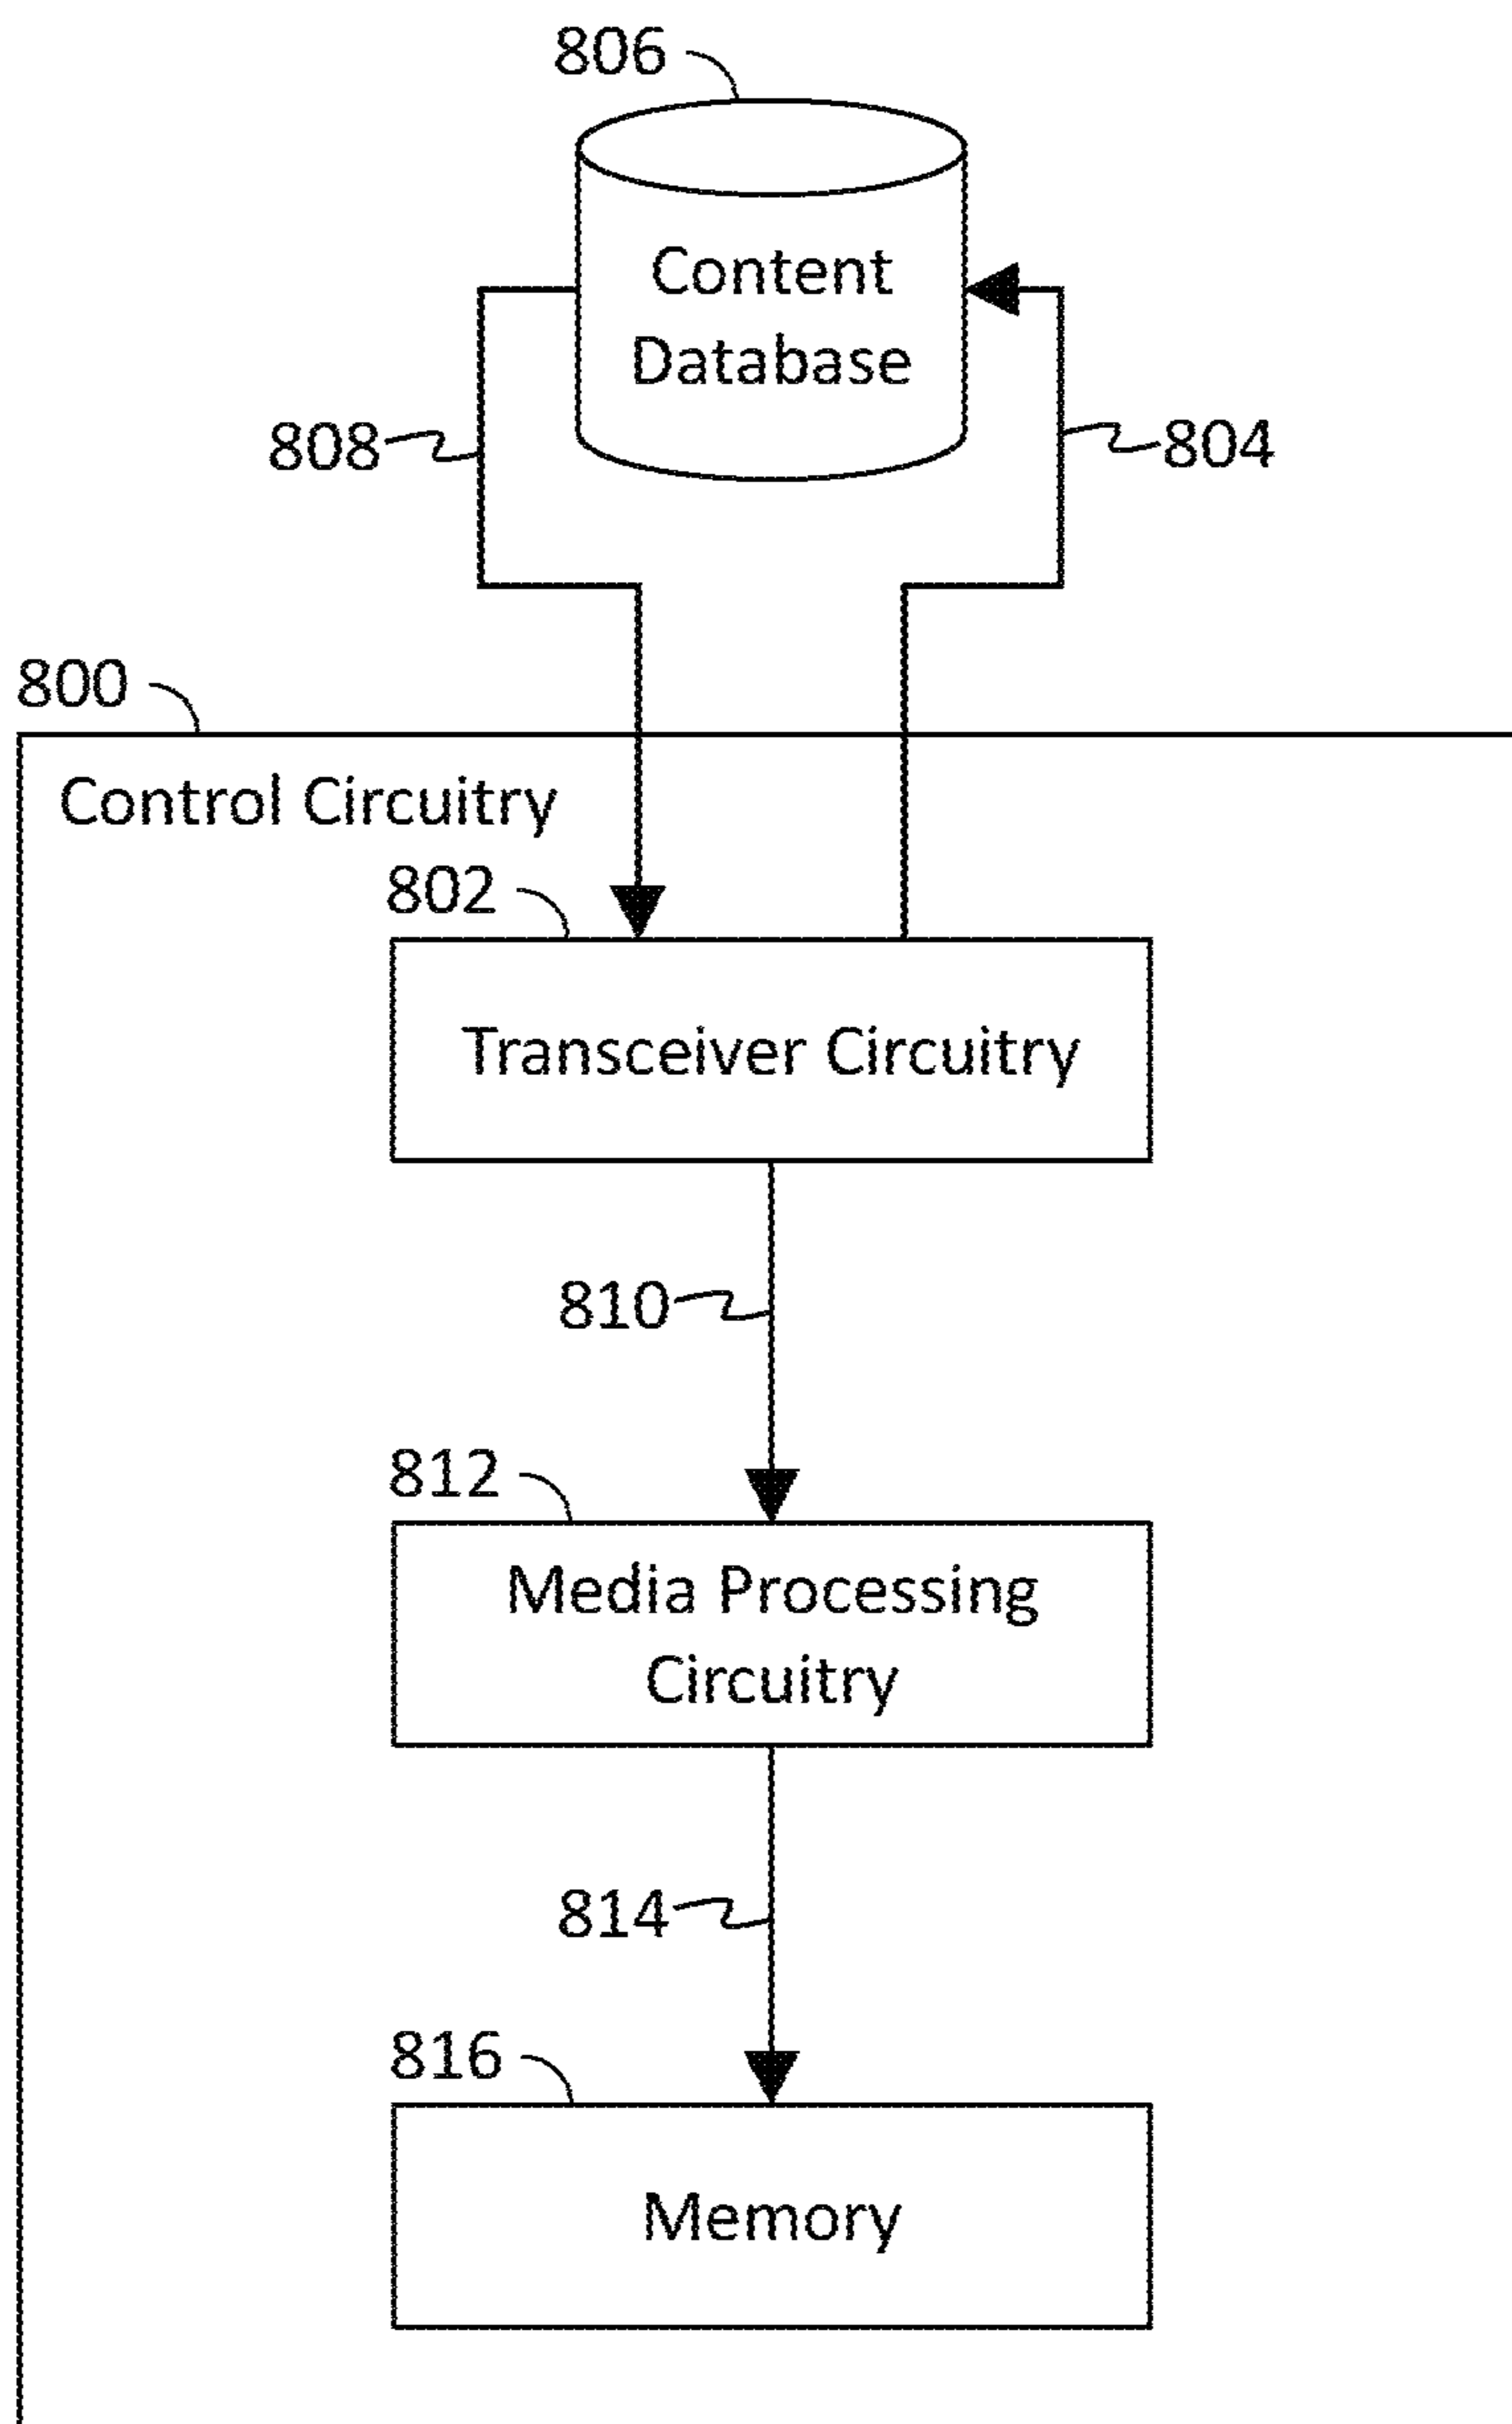 806
Content
Database
808
804
800
Control Circuitry
802
Transceiver Circuitry
810
812
Media Processing
Circuitry
814
816
Memory